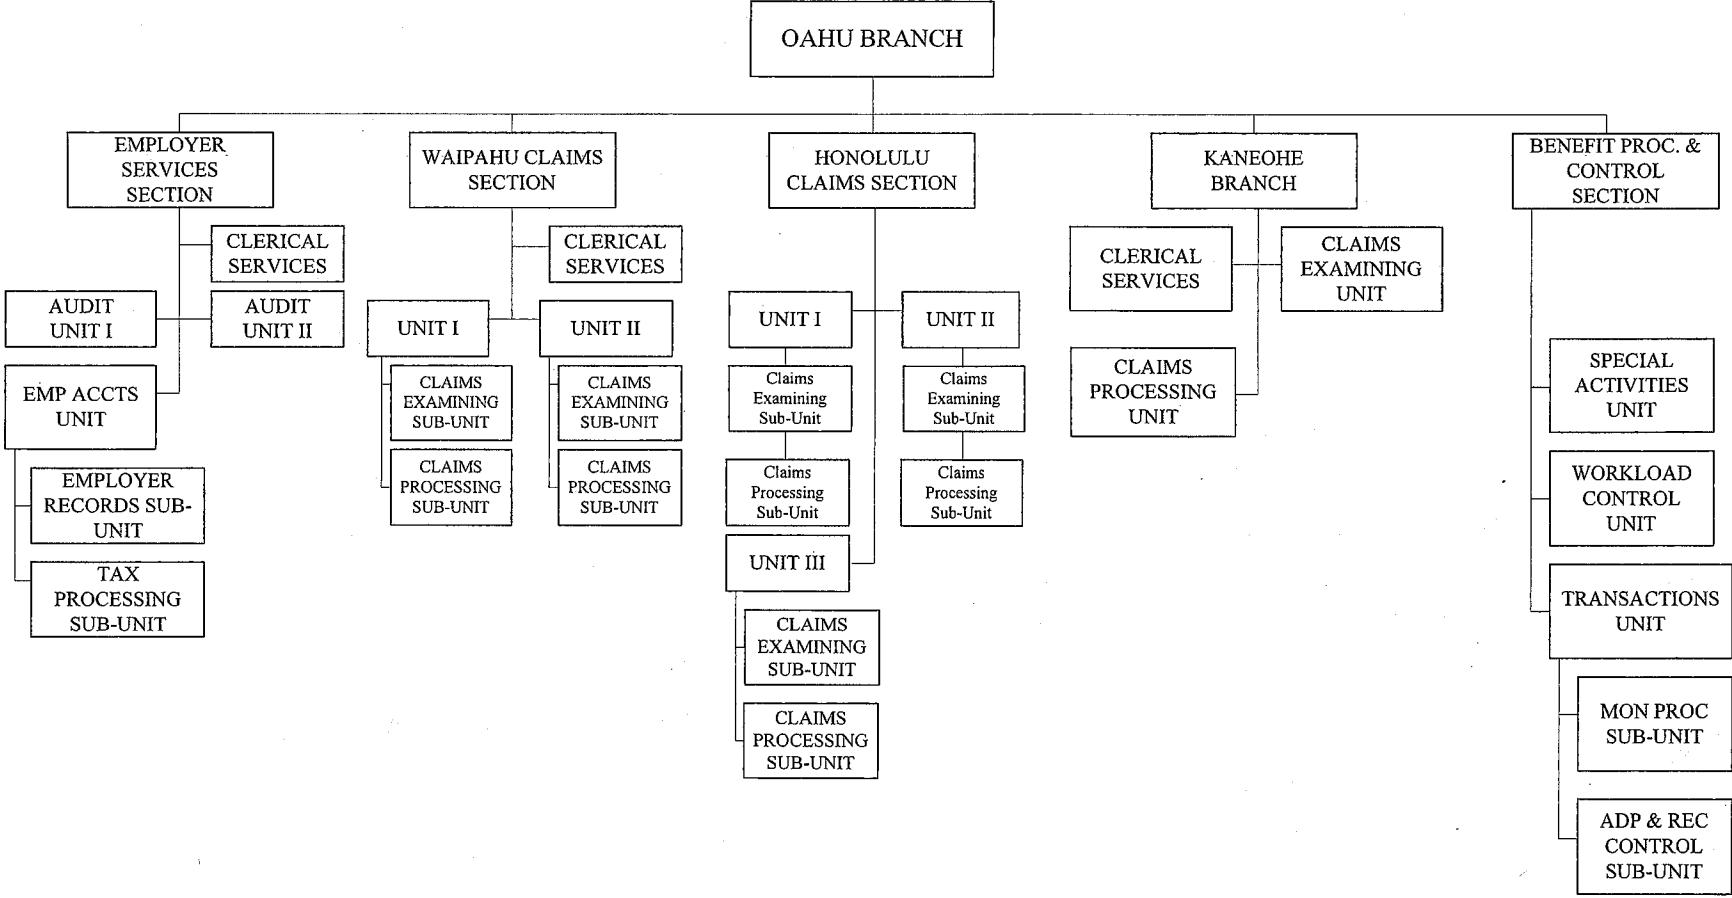 OAHU BRANCH
EMPLOYER
SERVICES
SECTION
CLERICAL
SERVICES
AUDIT
UNIT I
AUDIT
UNIT II
EMP ACCTS
UNIT
EMPLOYER
RECORDS SUB-
UNIT
TAX
PROCESSING
SUB-UNIT
WAIPAHU CLAIMS
SECTION
CLERICAL
SERVICES
UNIT I
CLAIMS
EXAMINING
SUB-UNIT
CLAIMS
PROCESSING
SUB-UNIT
UNIT II
CLAIMS
EXAMINING
SUB-UNIT
CLAIMS
PROCESSING
SUB-UNIT
HONOLULU
CLAIMS SECTION
UNIT I
Claims
Examining
Sub-Unit
Claims
Processing
Sub-Unit
UNIT II
Claims
Examining
Sub-Unit
Claims
Processing
Sub-Unit
UNIT III
CLAIMS
EXAMINING
SUB-UNIT
CLAIMS
PROCESSING
SUB-UNIT
KANEOHE
BRANCH
CLERICAL
SERVICES
CLAIMS
EXAMINING
UNIT
CLAIMS
PROCESSING
UNIT
BENEFIT PROC. &
CONTROL
SECTION
SPECIAL
ACTIVITIES
UNIT
WORKLOAD
CONTROL
UNIT
TRANSACTIONS
UNIT
MON PROC
SUB-UNIT
ADP & REC
CONTROL
SUB-UNIT